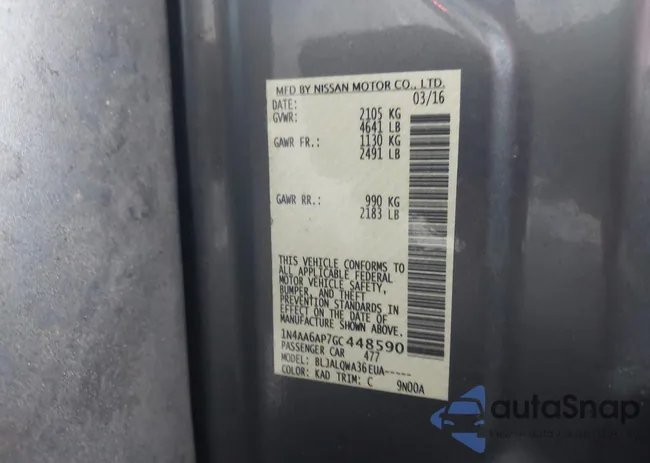 MFD BY NISSAN MOTOR CO., LTD.
DATE: 03/16
GVWR: 2105 KG
4641 LB
GAWR FR.: 1130 KG
2491 LB
GAWR RR.: 990 KG
2183 LB
THIS VEHICLE CONFORMS TO
ALL APPLICABLE FEDERAL
MOTOR VEHICLE SAFETY,
BUMPER, AND THEFT
PREVENTION STANDARDS IN
EFFECT ON THE DATE OF
MANUFACTURE SHOWN ABOVE.
1N4AA6AP7GC448590
PASSENGER CAR 477
MODEL: BLJALQWA36EUA-----
COLOR: KAD TRIM: C 9N00A
autaSnap